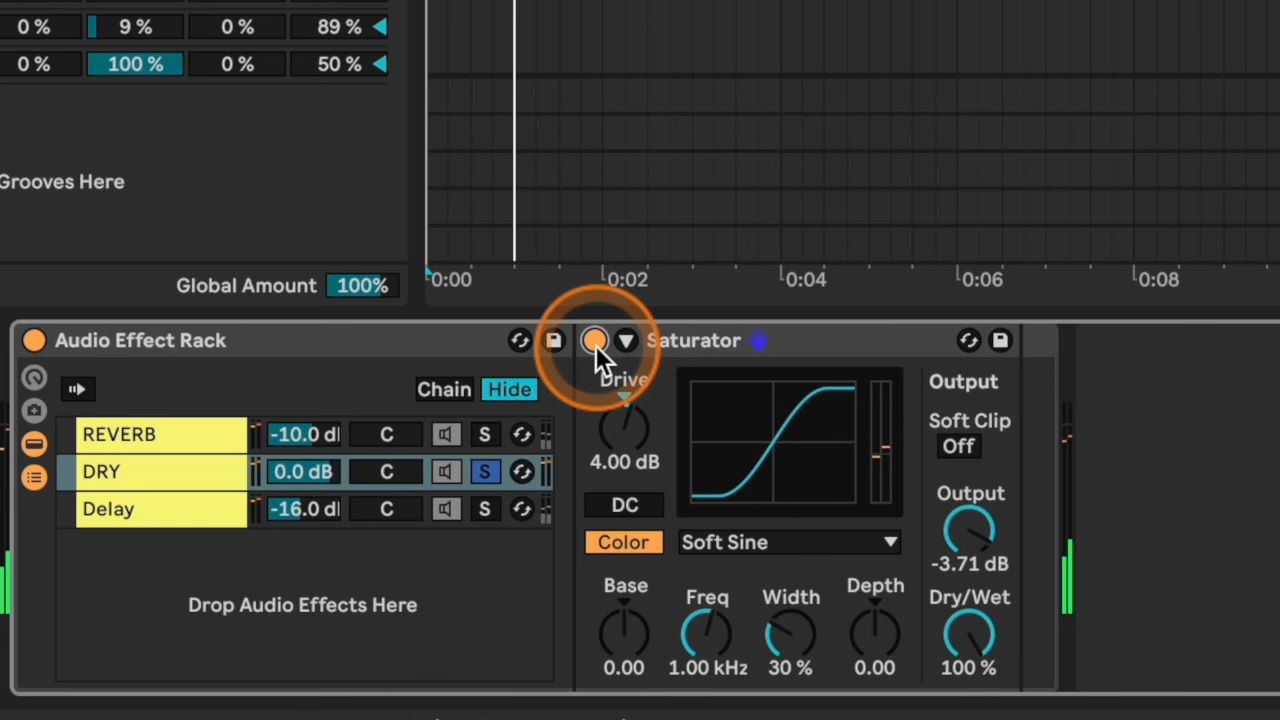 0 % 9 % 0 % 89 %
0 % 100 % 0 % 50 %
Grooves Here
Global Amount 100%
0:00 0:02 0:04 0:06 0:08
Audio Effect Rack
Chain Hide
REVERB -10.0 d C S
DRY 0.0 dB C S
Delay -16.0 d C S
Drop Audio Effects Here
Saturator
Drive
4.00 dB
DC
Color Soft Sine
Base Freq Width Depth
0.00 1.00 kHz 30 % 0.00
Output
Soft Clip
Off
Output
-3.71 dB
Dry/Wet
100 %